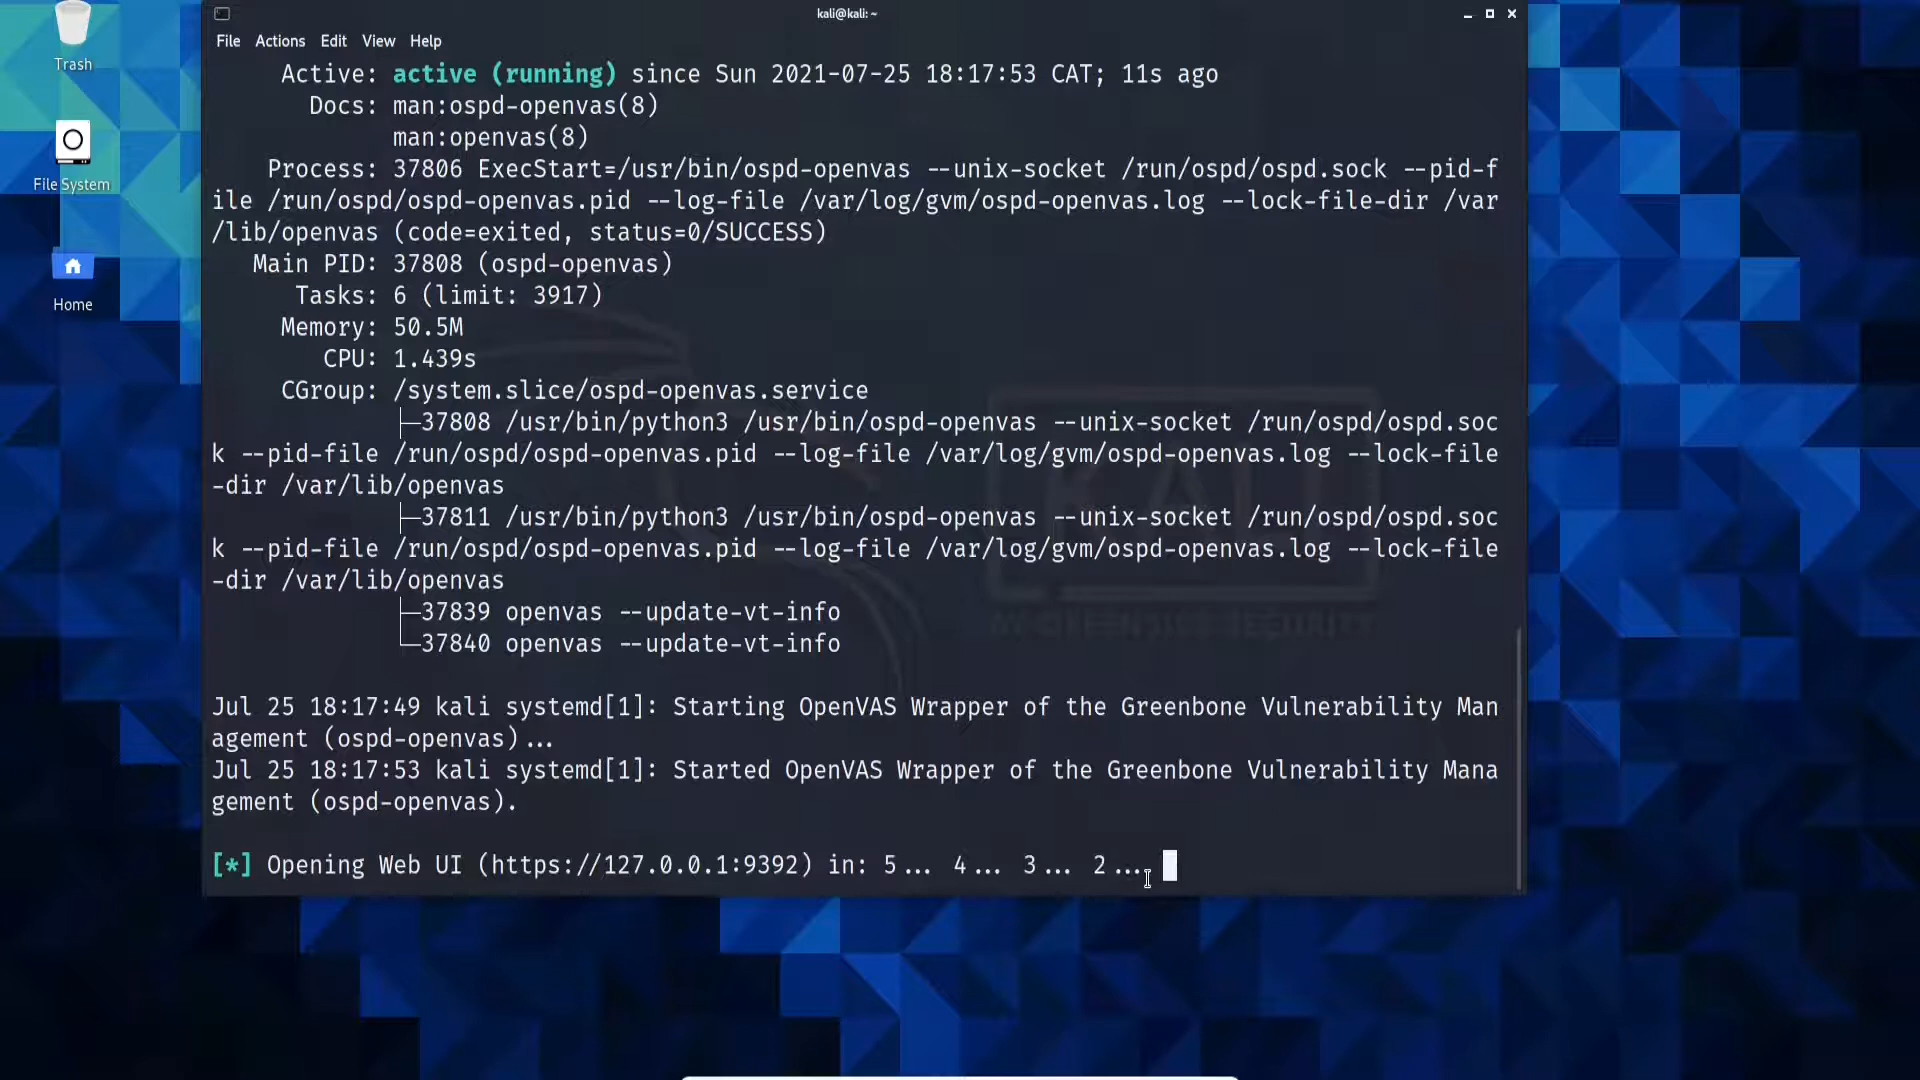 kali@kali: ~
File Actions Edit View Help
Trash
File System
Home
Active: active (running) since Sun 2021-07-25 18:17:53 CAT; 11s ago
Docs: man:ospd-openvas(8)
man:openvas(8)
Process: 37806 ExecStart=/usr/bin/ospd-openvas --unix-socket /run/ospd/ospd.sock --pid-f
ile /run/ospd/ospd-openvas.pid --log-file /var/log/gvm/ospd-openvas.log --lock-file-dir /var
/lib/openvas (code=exited, status=0/SUCCESS)
Main PID: 37808 (ospd-openvas)
Tasks: 6 (limit: 3917)
Memory: 50.5M
CPU: 1.439s
CGroup: /system.slice/ospd-openvas.service
├─37808 /usr/bin/python3 /usr/bin/ospd-openvas --unix-socket /run/ospd/ospd.soc
k --pid-file /run/ospd/ospd-openvas.pid --log-file /var/log/gvm/ospd-openvas.log --lock-file
-dir /var/lib/openvas
├─37811 /usr/bin/python3 /usr/bin/ospd-openvas --unix-socket /run/ospd/ospd.soc
k --pid-file /run/ospd/ospd-openvas.pid --log-file /var/log/gvm/ospd-openvas.log --lock-file
-dir /var/lib/openvas
├─37839 openvas --update-vt-info
└─37840 openvas --update-vt-info
Jul 25 18:17:49 kali systemd[1]: Starting OpenVAS Wrapper of the Greenbone Vulnerability Man
agement (ospd-openvas)...
Jul 25 18:17:53 kali systemd[1]: Started OpenVAS Wrapper of the Greenbone Vulnerability Mana
gement (ospd-openvas).
[*] Opening Web UI (https://127.0.0.1:9392) in: 5... 4... 3... 2...
KALI
BY OFFENSIVE SECURITY